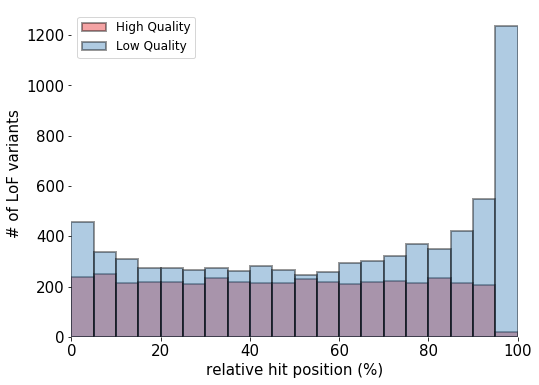 High Quality
Low Quality
# of LoF variants
1200
1000
800
600
400
200
0
0 20 40 60 80 100
relative hit position (%)